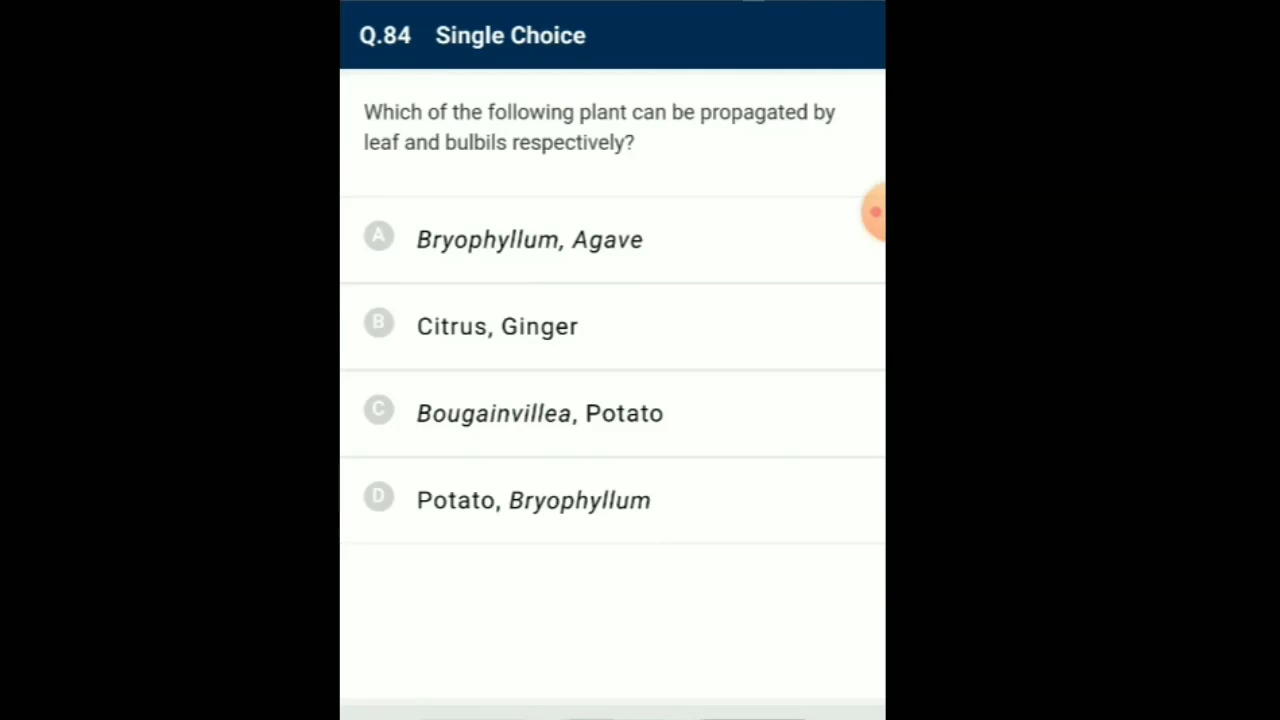 Q.84 Single Choice
Which of the following plant can be propagated by
leaf and bulbils respectively?
A Bryophyllum, Agave
B Citrus, Ginger
C Bougainvillea, Potato
D Potato, Bryophyllum